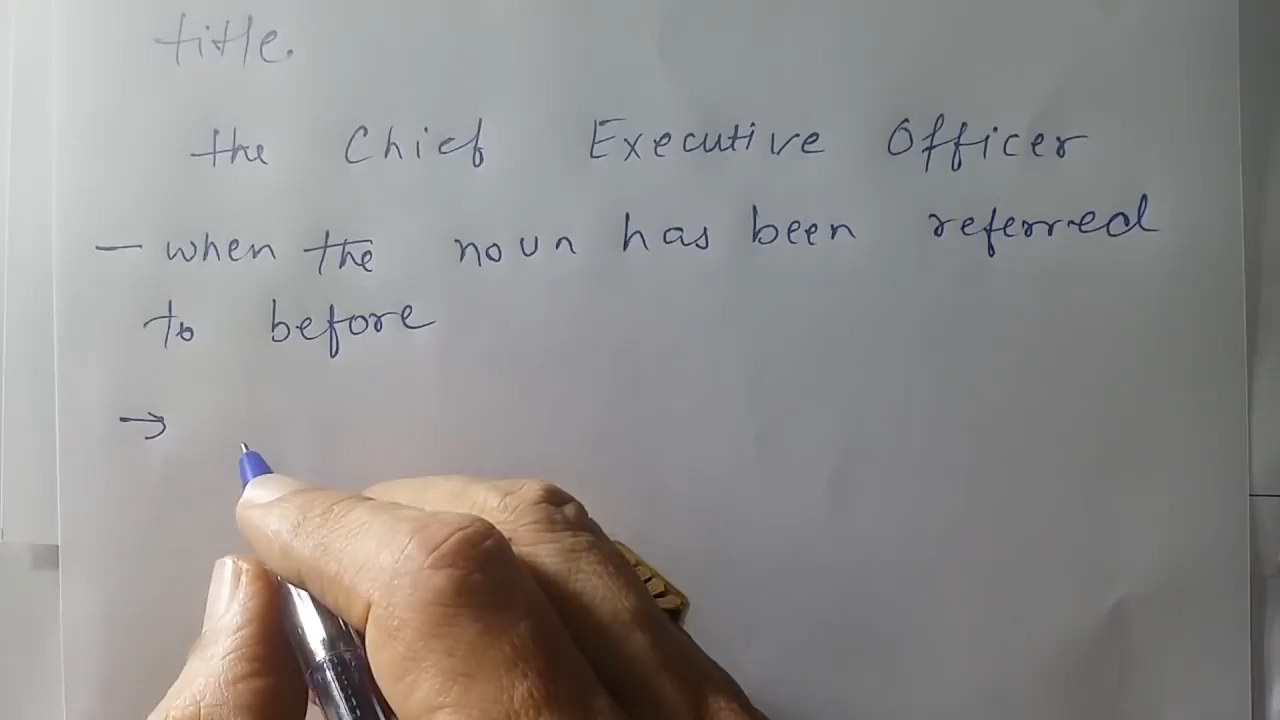 title.
the Chief Executive Officer
— when the noun has been referred
to before
→